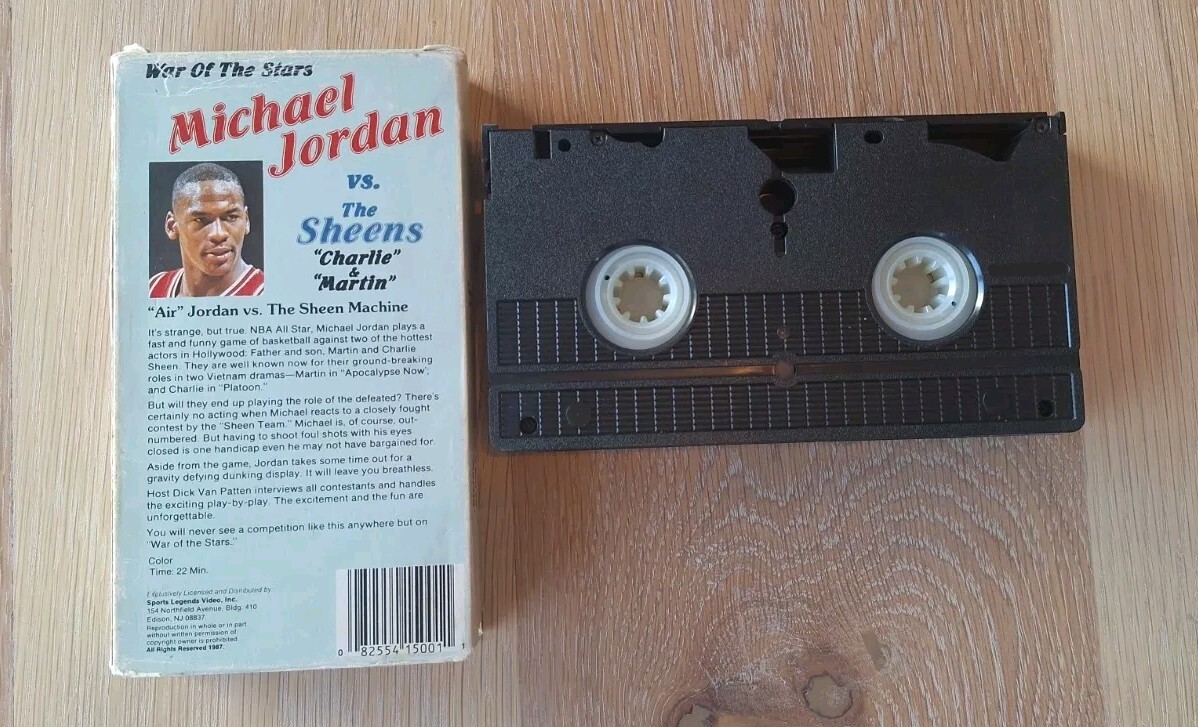 War Of The Stars
Michael
Jordan
vs.
The
Sheens
"Charlie"
&
"Martin"
"Air" Jordan vs. The Sheen Machine
It's strange, but true. NBA All Star, Michael Jordan plays a
fast and funny game of basketball against two of the hottest
actors in Hollywood: Father and son, Martin and Charlie
Sheen. They are well known now for their ground-breaking
roles in two Vietnam dramas—Martin in "Apocalypse Now",
and Charlie in "Platoon."
But will they end up playing the role of the defeated? There's
certainly no acting when Michael reacts to a closely fought
contest by the "Sheen Team." Michael is, of course, out-
numbered. But having to shoot foul shots with his eyes
closed is one handicap even he may not have bargained for.
Aside from the game, Jordan takes some time out for a
gravity defying dunking display. It will leave you breathless.
Host Dick Van Patten interviews all contestants and handles
the exciting play-by-play. The excitement and the fun are
unforgettable.
You will never see a competition like this anywhere but on
"War of the Stars."
Color
Time: 22 Min.
Exclusively Licensed and Distributed by
Sports Legends Video, Inc.
154 Northfield Avenue, Bldg. 410
Edison, NJ 08837
Reproduction in whole or in part
without written permission of
copyright owner is prohibited
All Rights Reserved 1987.
0 82554 15001 1